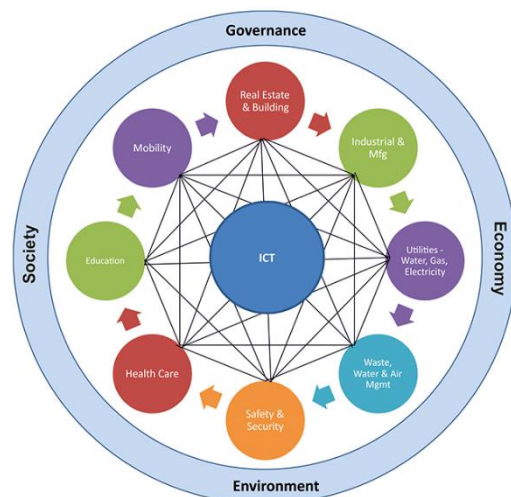 Governance
Real Estate
& Building
Mobility
Industrial &
Mfg
Society
Economy
Education
ICT
Utilities -
Water, Gas,
Electricity
Health Care
Waste,
Water & Air
Mgmt
Safety &
Security
Environment